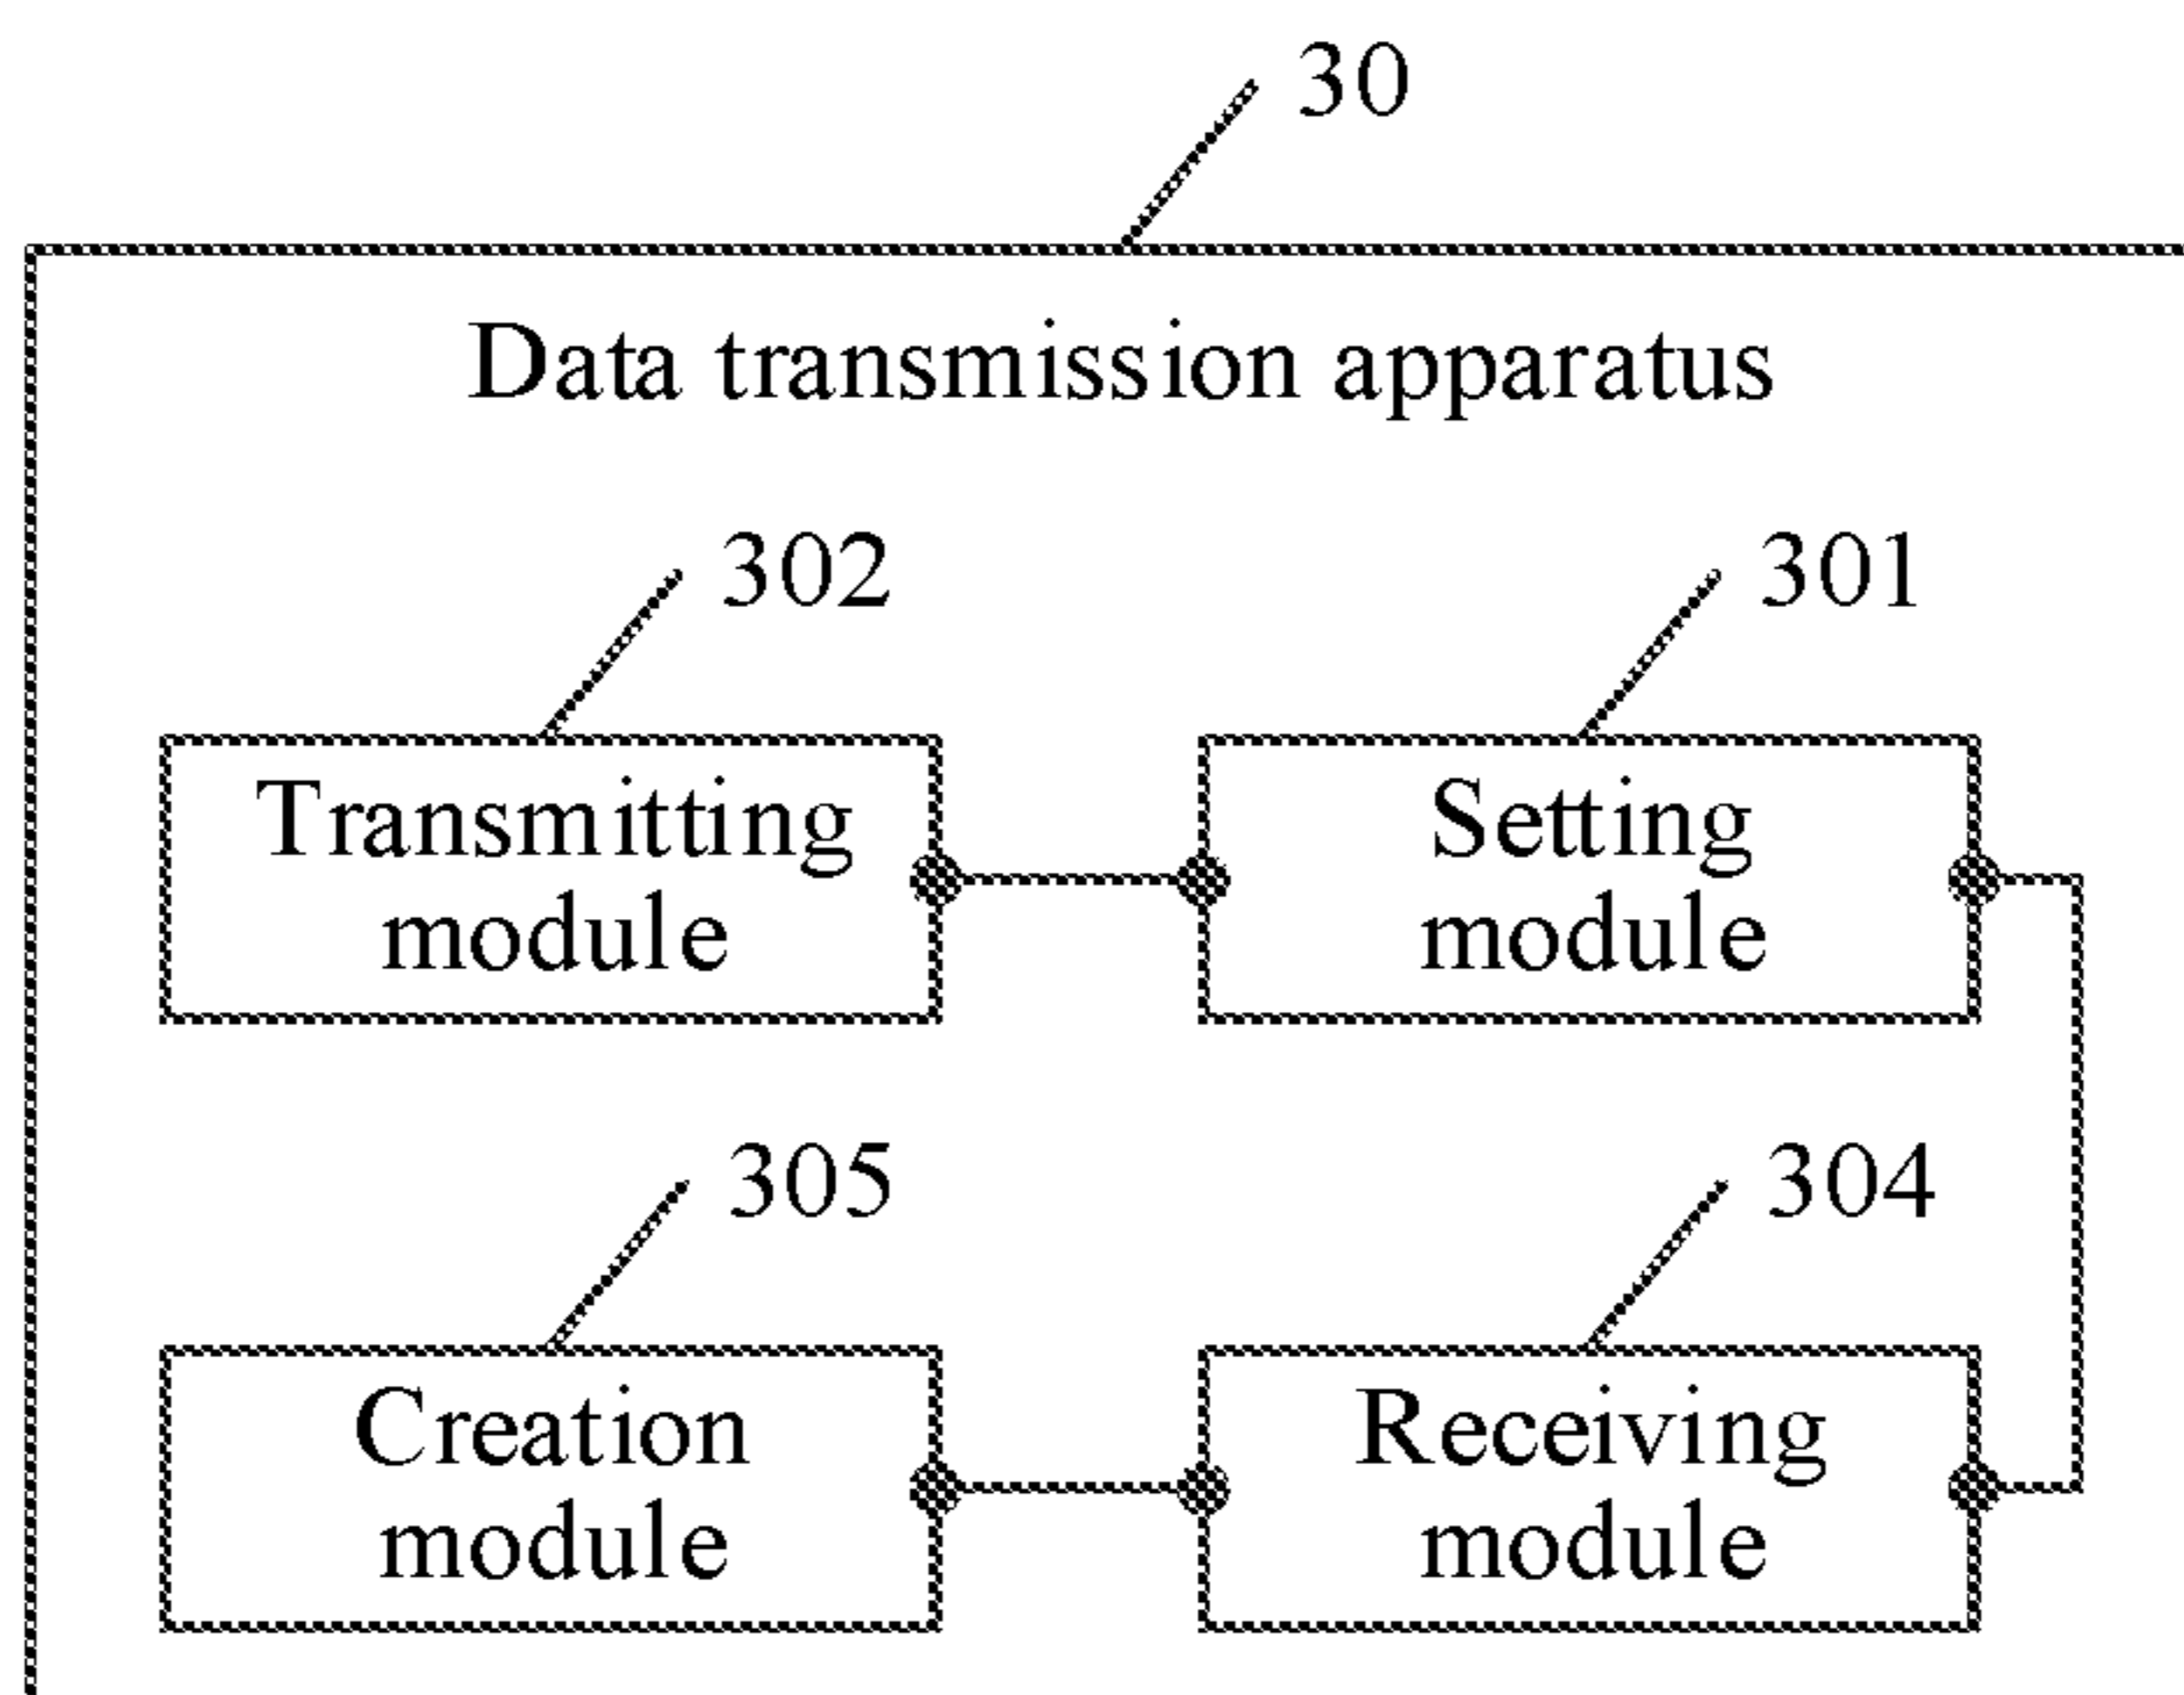 30
Data transmission apparatus
302
301
Transmitting
module
Setting
module
305
304
Creation
module
Receiving
module